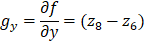 g_y = ∂f/∂y = (z_8 − z_6)